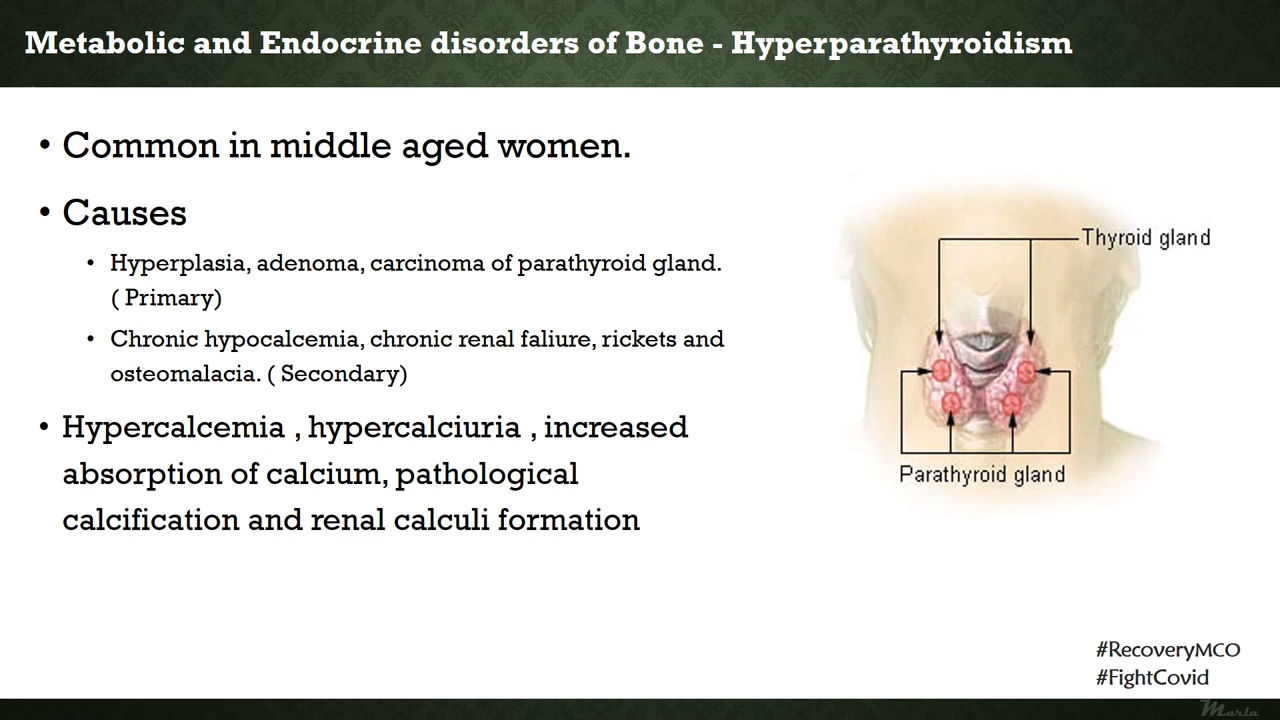 Metabolic and Endocrine disorders of Bone - Hyperparathyroidism
• Common in middle aged women.
• Causes
• Hyperplasia, adenoma, carcinoma of parathyroid gland.
( Primary)
• Chronic hypocalcemia, chronic renal faliure, rickets and
osteomalacia. ( Secondary)
• Hypercalcemia , hypercalciuria , increased
absorption of calcium, pathological
calcification and renal calculi formation
Thyroid gland
Parathyroid gland
#RecoveryMCO
#FightCovid
Marla